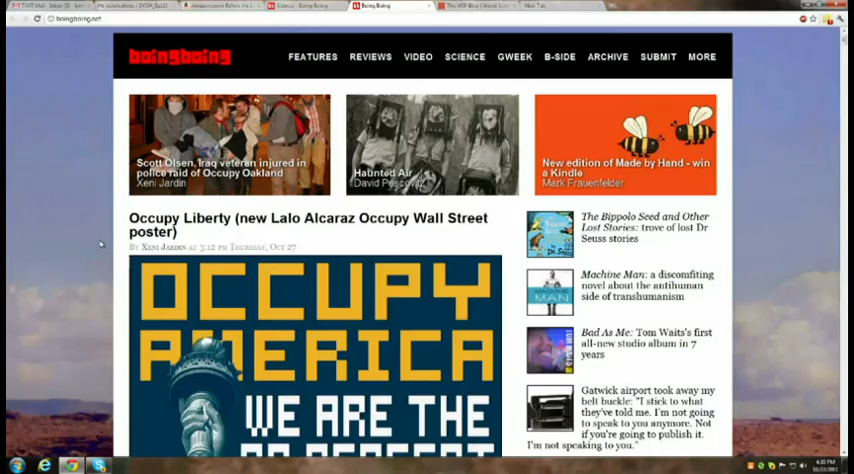 Boing Boing
New Tab
boingboing.net
boingboing
FEATURES REVIEWS VIDEO SCIENCE GWEEK B-SIDE ARCHIVE SUBMIT MORE
Scott Olsen, Iraq veteran injured in
police raid of Occupy Oakland
Xeni Jardin
Haunted Air
David Pescovitz
New edition of Made by Hand - win
a Kindle
Mark Frauenfelder
Occupy Liberty (new Lalo Alcaraz Occupy Wall Street
poster)
BY XENI JARDIN AT 3:12 PM THURSDAY, OCT 27
OCCUPY
AMERICA
WE ARE THE
The Bippolo Seed and Other
Lost Stories: trove of lost Dr
Seuss stories
MACHINE
MAN
Machine Man: a discomfiting
novel about the antihuman
side of transhumanism
Bad As Me: Tom Waits's first
all-new studio album in 7
years
Gatwick airport took away my
belt buckle: "I stick to what
they've told me. I'm not going
to speak to you anymore. Not
if you're going to publish it.
I'm not speaking to you."